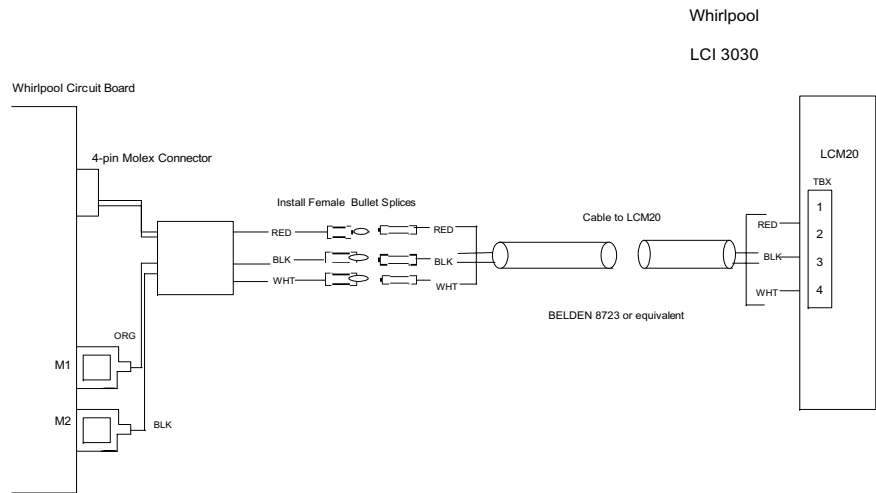 Whirlpool
LCI 3030
Whirlpool Circuit Board
4-pin Molex Connector
LCM20
TBX
Install Female Bullet Splices
Cable to LCM20
RED
RED
RED
BLK
BLK
BLK
WHT
WHT
WHT
1
2
3
4
BELDEN 8723 or equivalent
ORG
M1
M2
BLK